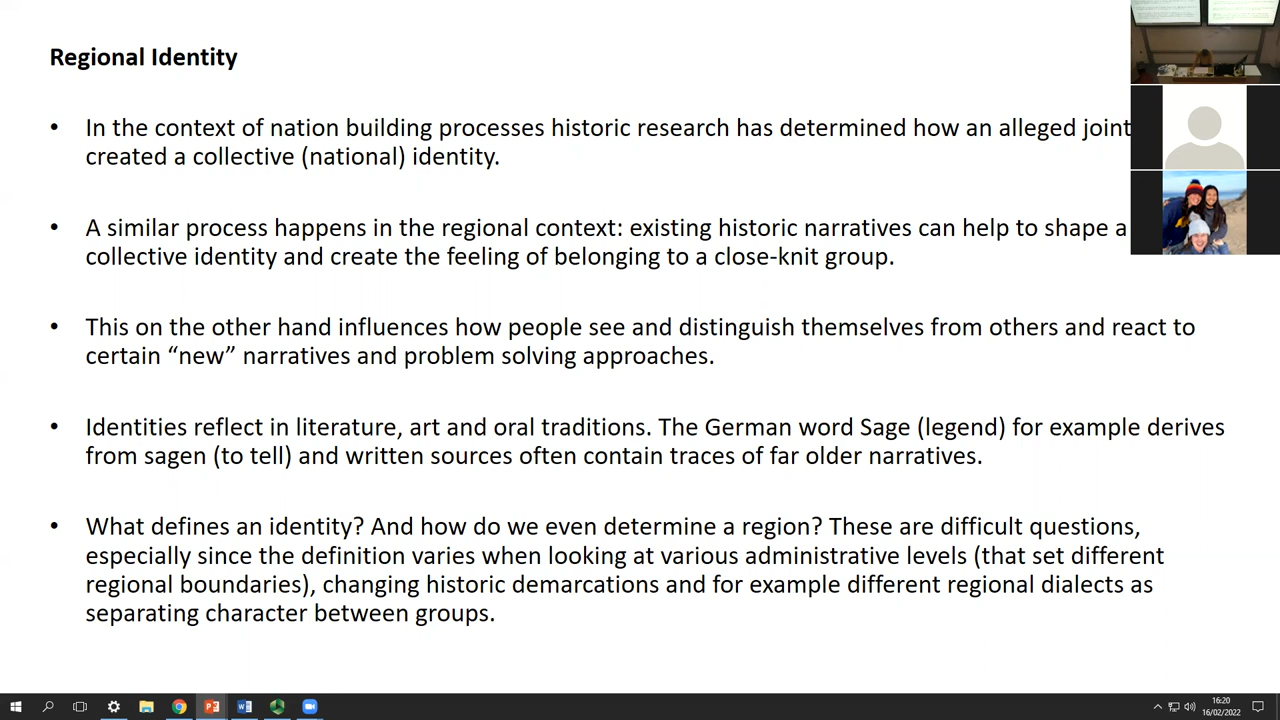 Regional Identity
• In the context of nation building processes historic research has determined how an alleged joint
created a collective (national) identity.
• A similar process happens in the regional context: existing historic narratives can help to shape a
collective identity and create the feeling of belonging to a close-knit group.
• This on the other hand influences how people see and distinguish themselves from others and react to
certain “new” narratives and problem solving approaches.
• Identities reflect in literature, art and oral traditions. The German word Sage (legend) for example derives
from sagen (to tell) and written sources often contain traces of far older narratives.
• What defines an identity? And how do we even determine a region? These are difficult questions,
especially since the definition varies when looking at various administrative levels (that set different
regional boundaries), changing historic demarcations and for example different regional dialects as
separating character between groups.
16:20
16/02/2022